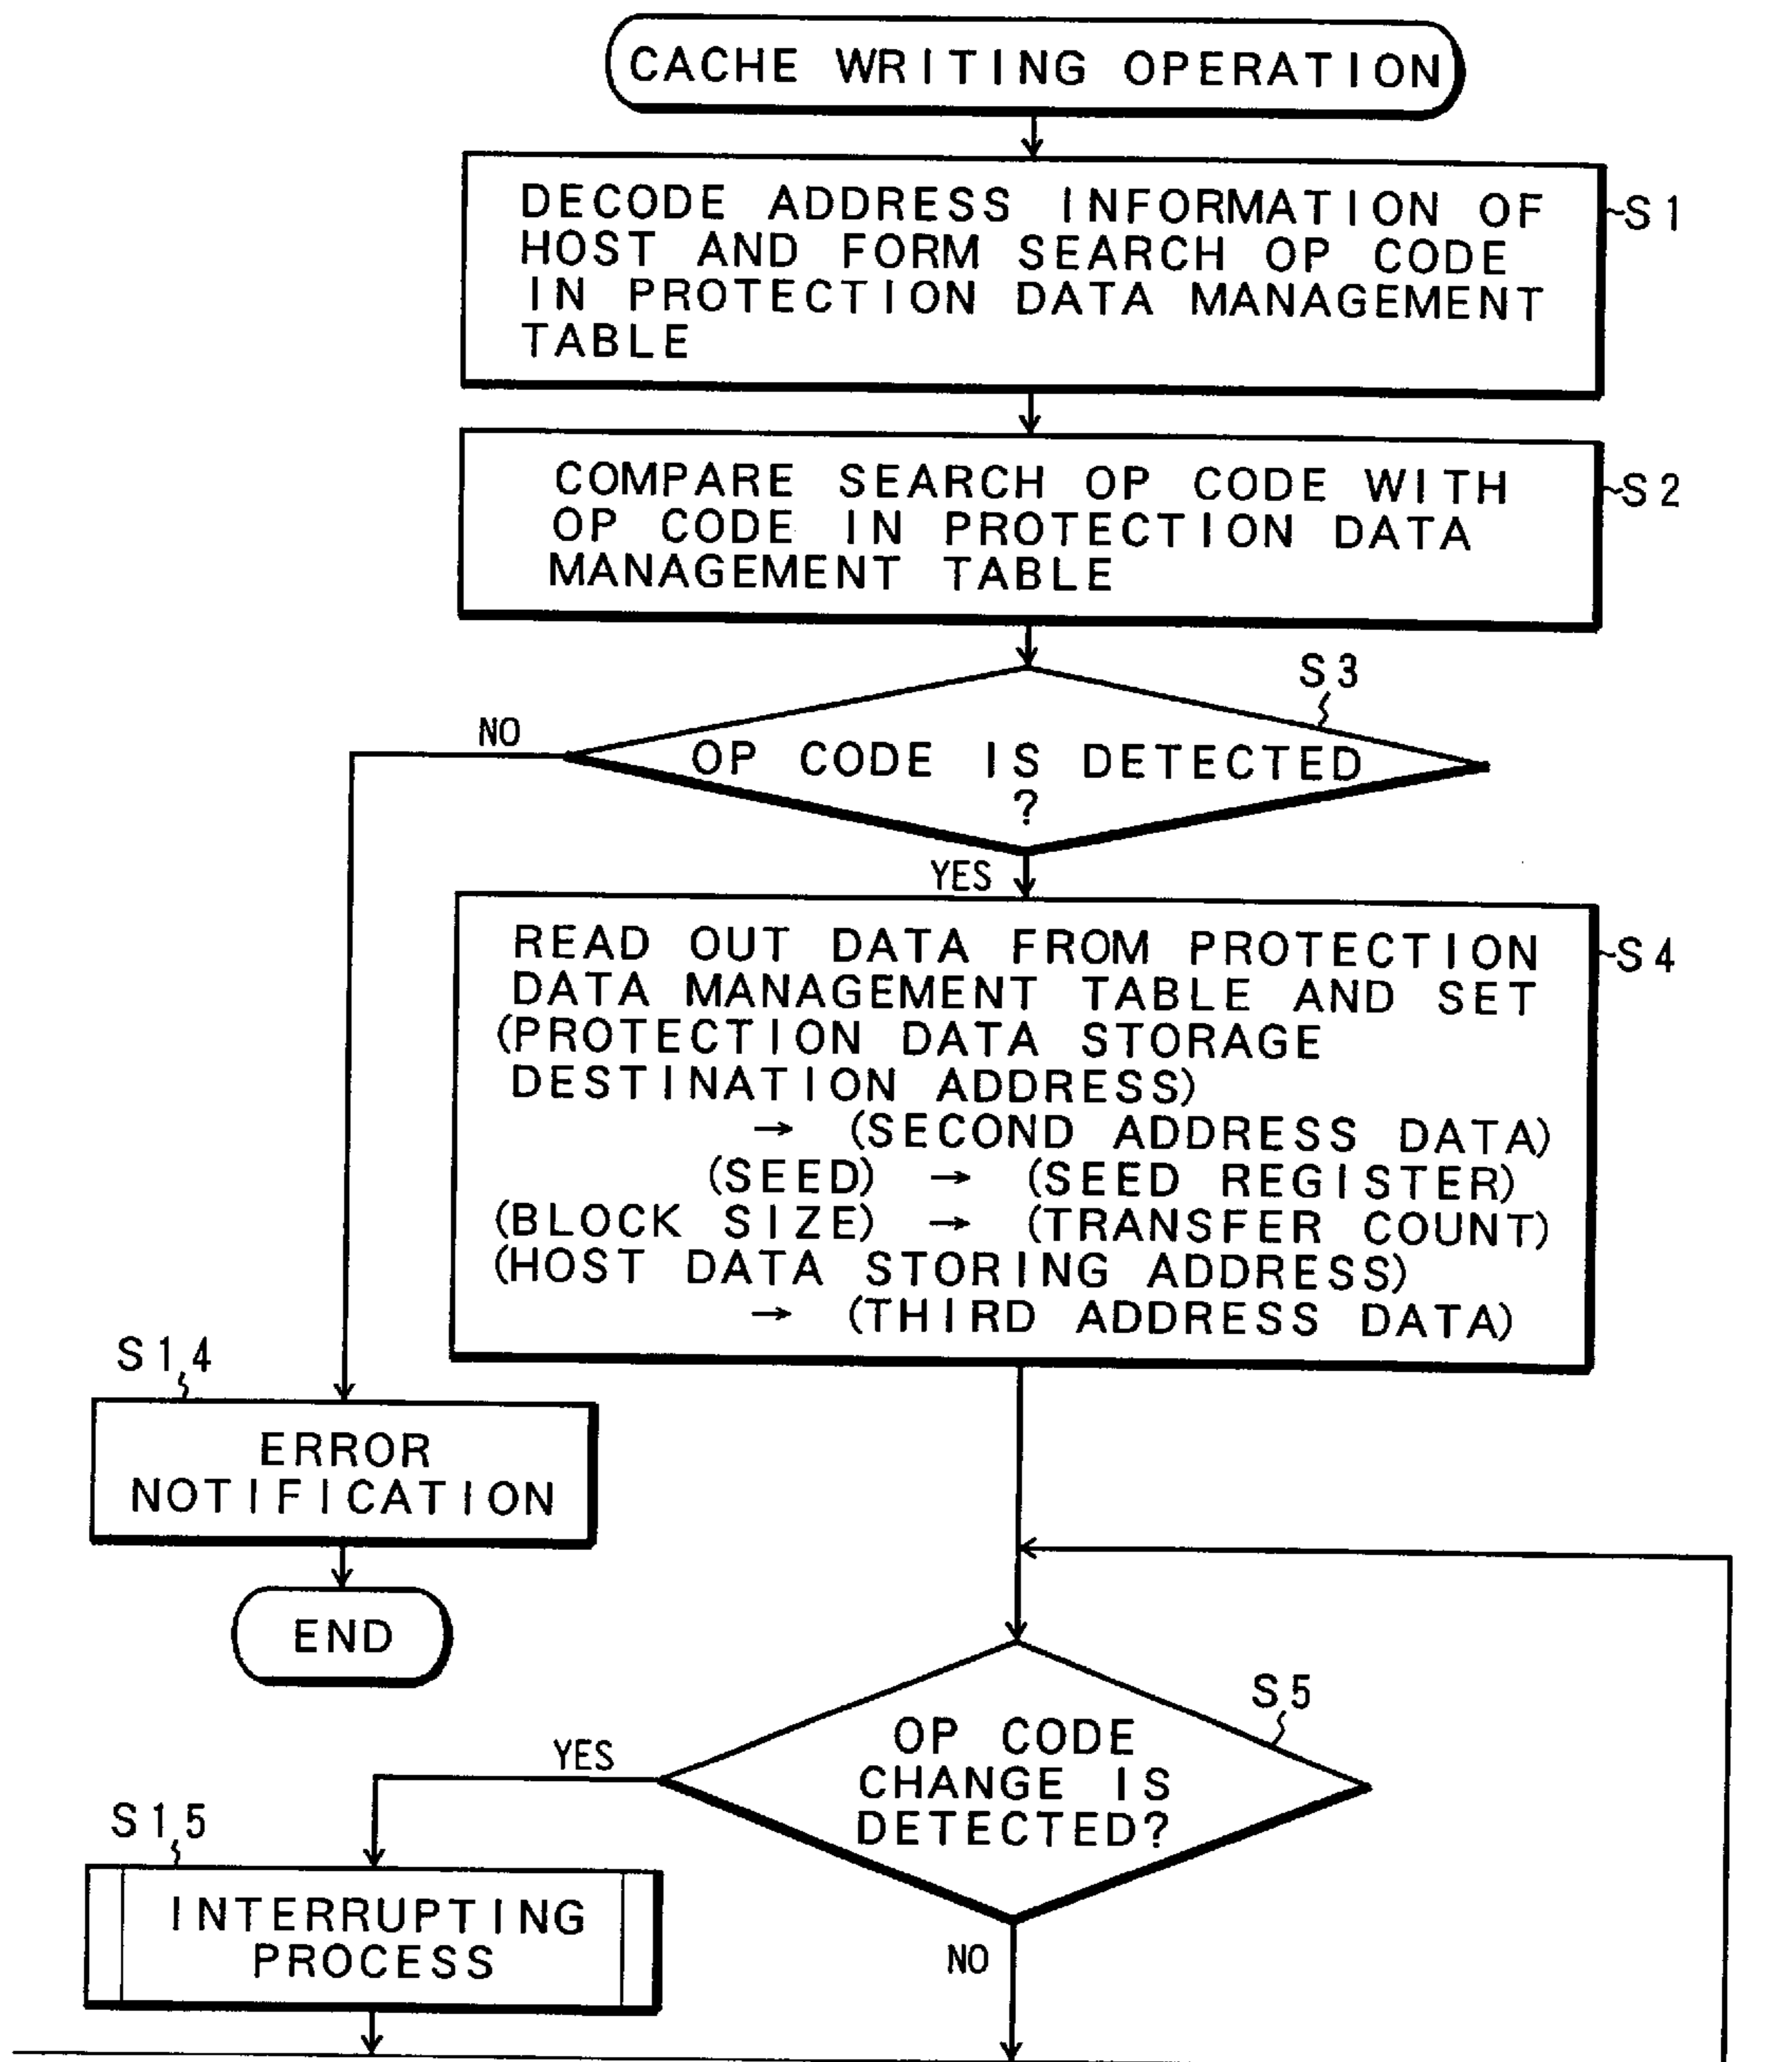 CACHE WRITING OPERATION
DECODE ADDRESS INFORMATION OF
HOST AND FORM SEARCH OP CODE
IN PROTECTION DATA MANAGEMENT
TABLE
S1
COMPARE SEARCH OP CODE WITH
OP CODE IN PROTECTION DATA
MANAGEMENT TABLE
S2
S3
NO
OP CODE IS DETECTED
?
YES
READ OUT DATA FROM PROTECTION
DATA MANAGEMENT TABLE AND SET
(PROTECTION DATA STORAGE
DESTINATION ADDRESS)
→ (SECOND ADDRESS DATA)
(SEED) → (SEED REGISTER)
(BLOCK SIZE) → (TRANSFER COUNT)
(HOST DATA STORING ADDRESS)
→ (THIRD ADDRESS DATA)
S4
S14
ERROR
NOTIFICATION
END
S5
YES
OP CODE
CHANGE IS
DETECTED?
S15
INTERRUPTING
PROCESS
NO